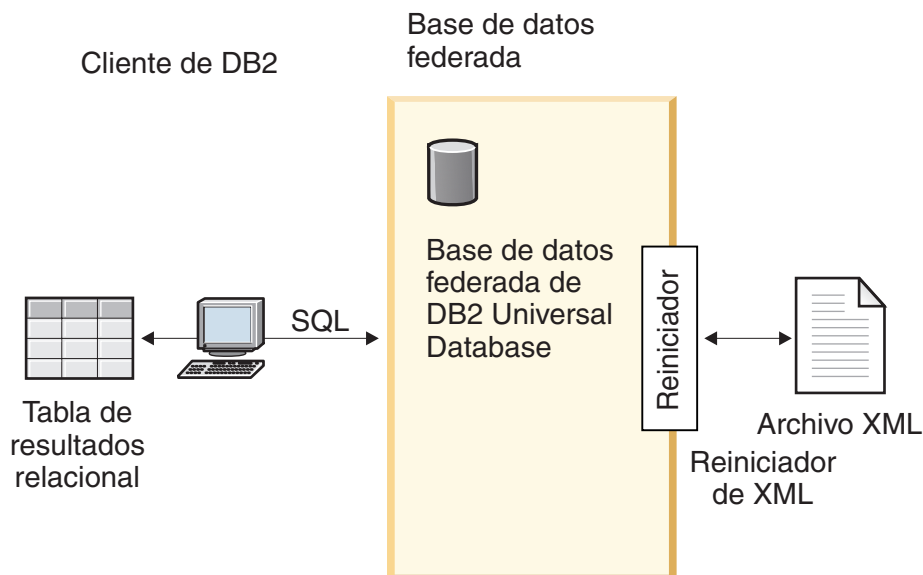 Cliente de DB2
Base de datos
federada
Base de datos
federada de
DB2 Universal
Database
SQL
Reiniciador
Tabla de
resultados
relacional
Archivo XML
Reiniciador
de XML